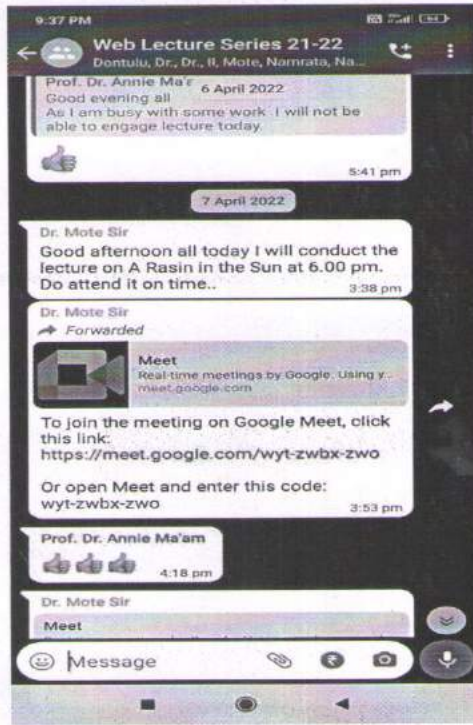 9:37 PM
Web Lecture Series 21-22
Dontulu, Dr., Dr., II, Mote, Namrata, Na...
Prof. Dr. Annie Ma'r
6 April 2022
Good evening all
As I am busy with some work I will not be
able to engage lecture today.
5:41 pm
7 April 2022
Dr. Mote Sir
Good afternoon all today I will conduct the
lecture on A Rasin in the Sun at 6.00 pm.
Do attend it on time..
3:38 pm
Dr. Mote Sir
Forwarded
Meet
Real-time meetings by Google. Using y...
meet.google.com
To join the meeting on Google Meet, click
this link:
https://meet.google.com/wyt-zwbx-zwo
Or open Meet and enter this code:
wyt-zwbx-zwo
3:53 pm
Prof. Dr. Annie Ma'am
4:18 pm
Dr. Mote Sir
Meet
Message